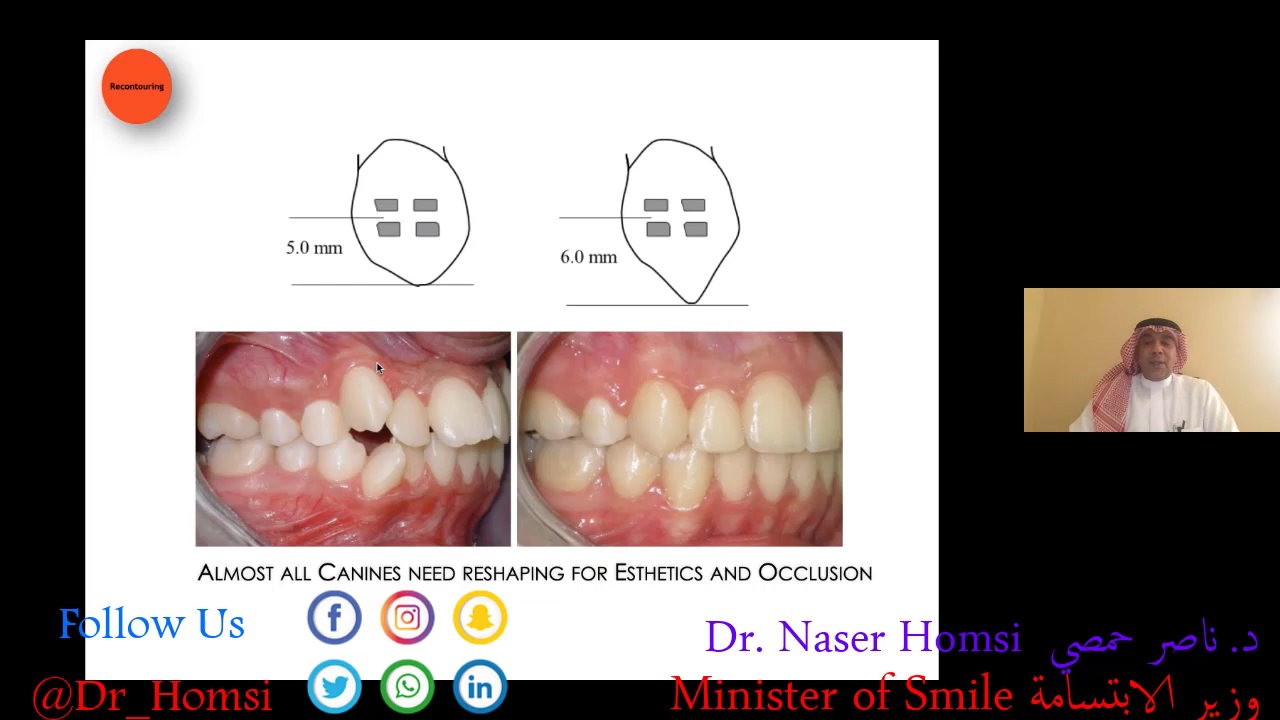 Recontouring
5.0 mm
6.0 mm
ALMOST ALL CANINES NEED RESHAPING FOR ESTHETICS AND OCCLUSION
Follow Us
@Dr_Homsi
Dr. Naser Homsi د. ناصر حمصي
Minister of Smile وزير الابتسامة